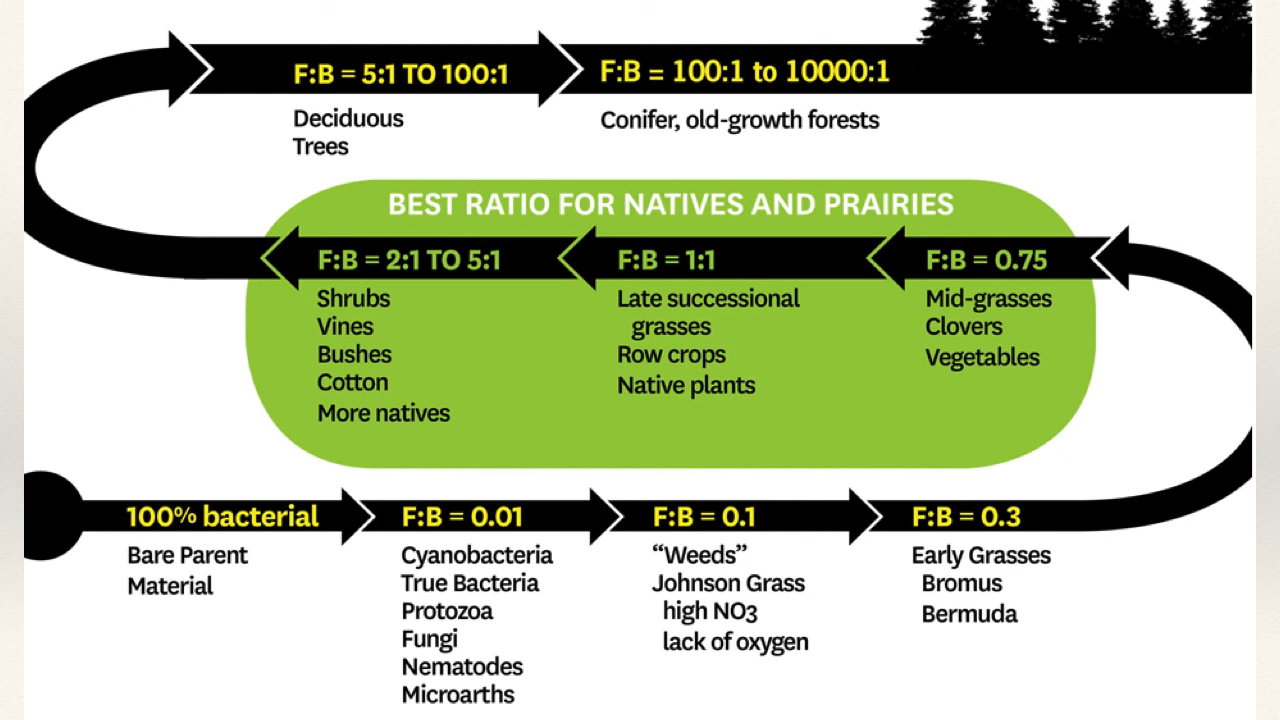 F:B = 5:1 TO 100:1
Deciduous
Trees
F:B = 100:1 to 10000:1
Conifer, old-growth forests
BEST RATIO FOR NATIVES AND PRAIRIES
F:B = 2:1 TO 5:1
Shrubs
Vines
Bushes
Cotton
More natives
F:B = 1:1
Late successional
grasses
Row crops
Native plants
F:B = 0.75
Mid-grasses
Clovers
Vegetables
100% bacterial
Bare Parent
Material
F:B = 0.01
Cyanobacteria
True Bacteria
Protozoa
Fungi
Nematodes
Microarths
F:B = 0.1
“Weeds”
Johnson Grass
high NO3
lack of oxygen
F:B = 0.3
Early Grasses
Bromus
Bermuda